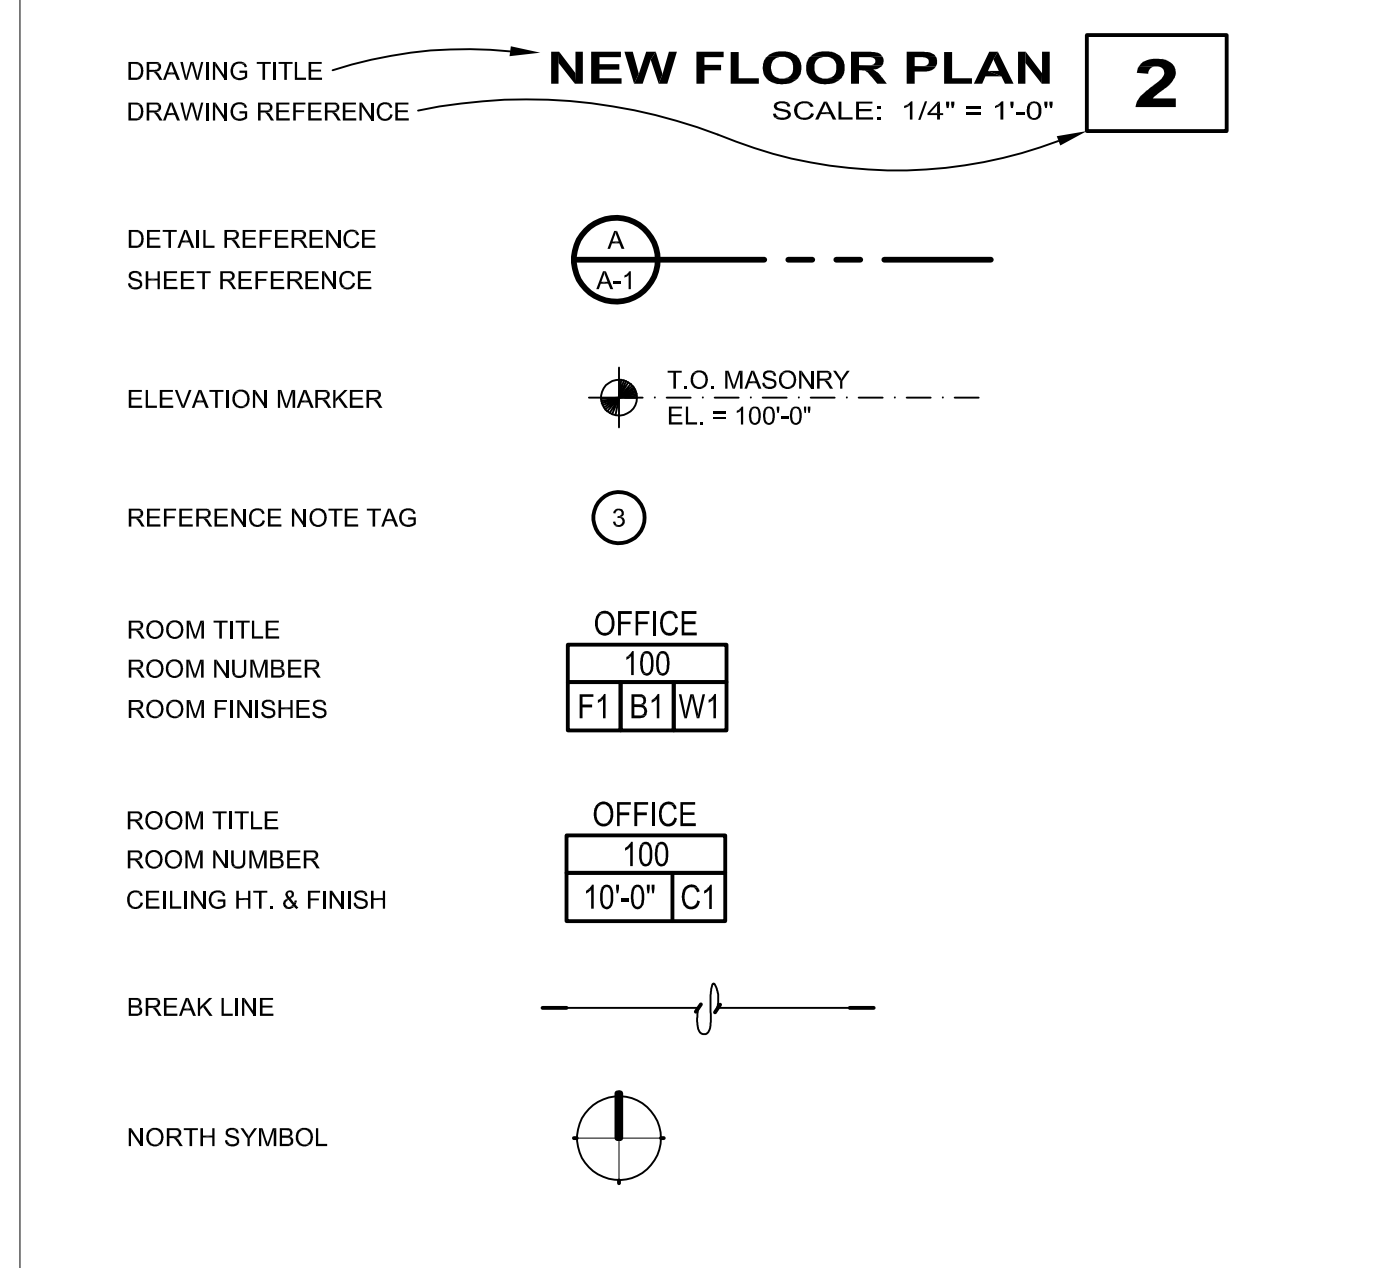 DRAWING TITLE
NEW FLOOR PLAN
2
DRAWING REFERENCE
SCALE: 1/4" = 1'-0"
DETAIL REFERENCE
A
SHEET REFERENCE
A-1
ELEVATION MARKER
T.O. MASONRY
EL. = 100'-0"
REFERENCE NOTE TAG
3
ROOM TITLE
OFFICE
ROOM NUMBER
100
ROOM FINISHES
F1 B1 W1
ROOM TITLE
OFFICE
ROOM NUMBER
100
CEILING HT. & FINISH
10'-0" C1
BREAK LINE
NORTH SYMBOL